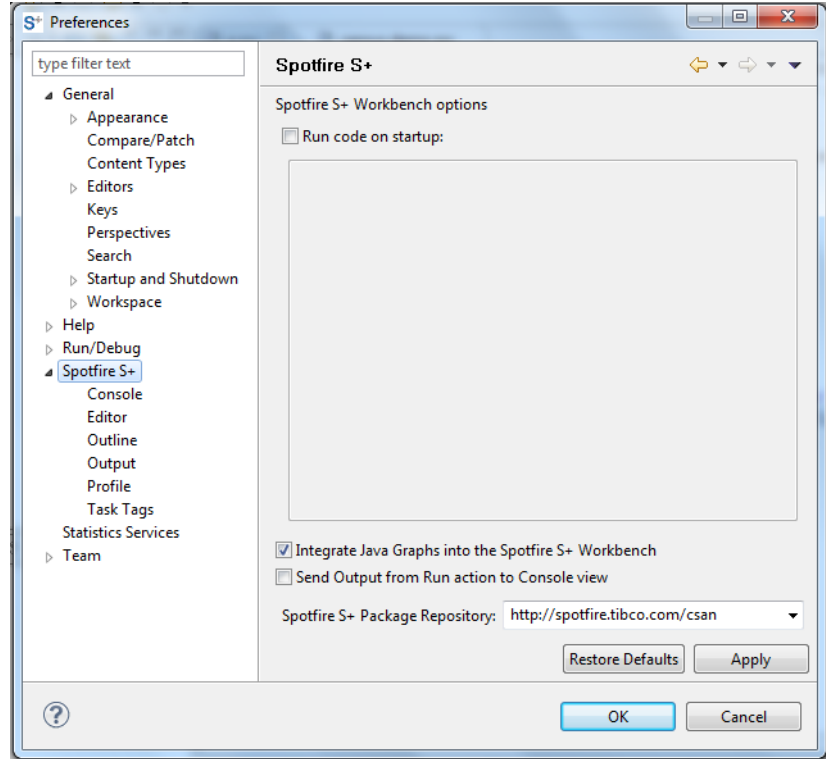 S+ Preferences
type filter text
General
Appearance
Compare/Patch
Content Types
Editors
Keys
Perspectives
Search
Startup and Shutdown
Workspace
Help
Run/Debug
Spotfire S+
Console
Editor
Outline
Output
Profile
Task Tags
Statistics Services
Team
Spotfire S+
Spotfire S+ Workbench options
Run code on startup:
Integrate Java Graphs into the Spotfire S+ Workbench
Send Output from Run action to Console view
Spotfire S+ Package Repository: http://spotfire.tibco.com/csan
Restore Defaults Apply
? OK Cancel